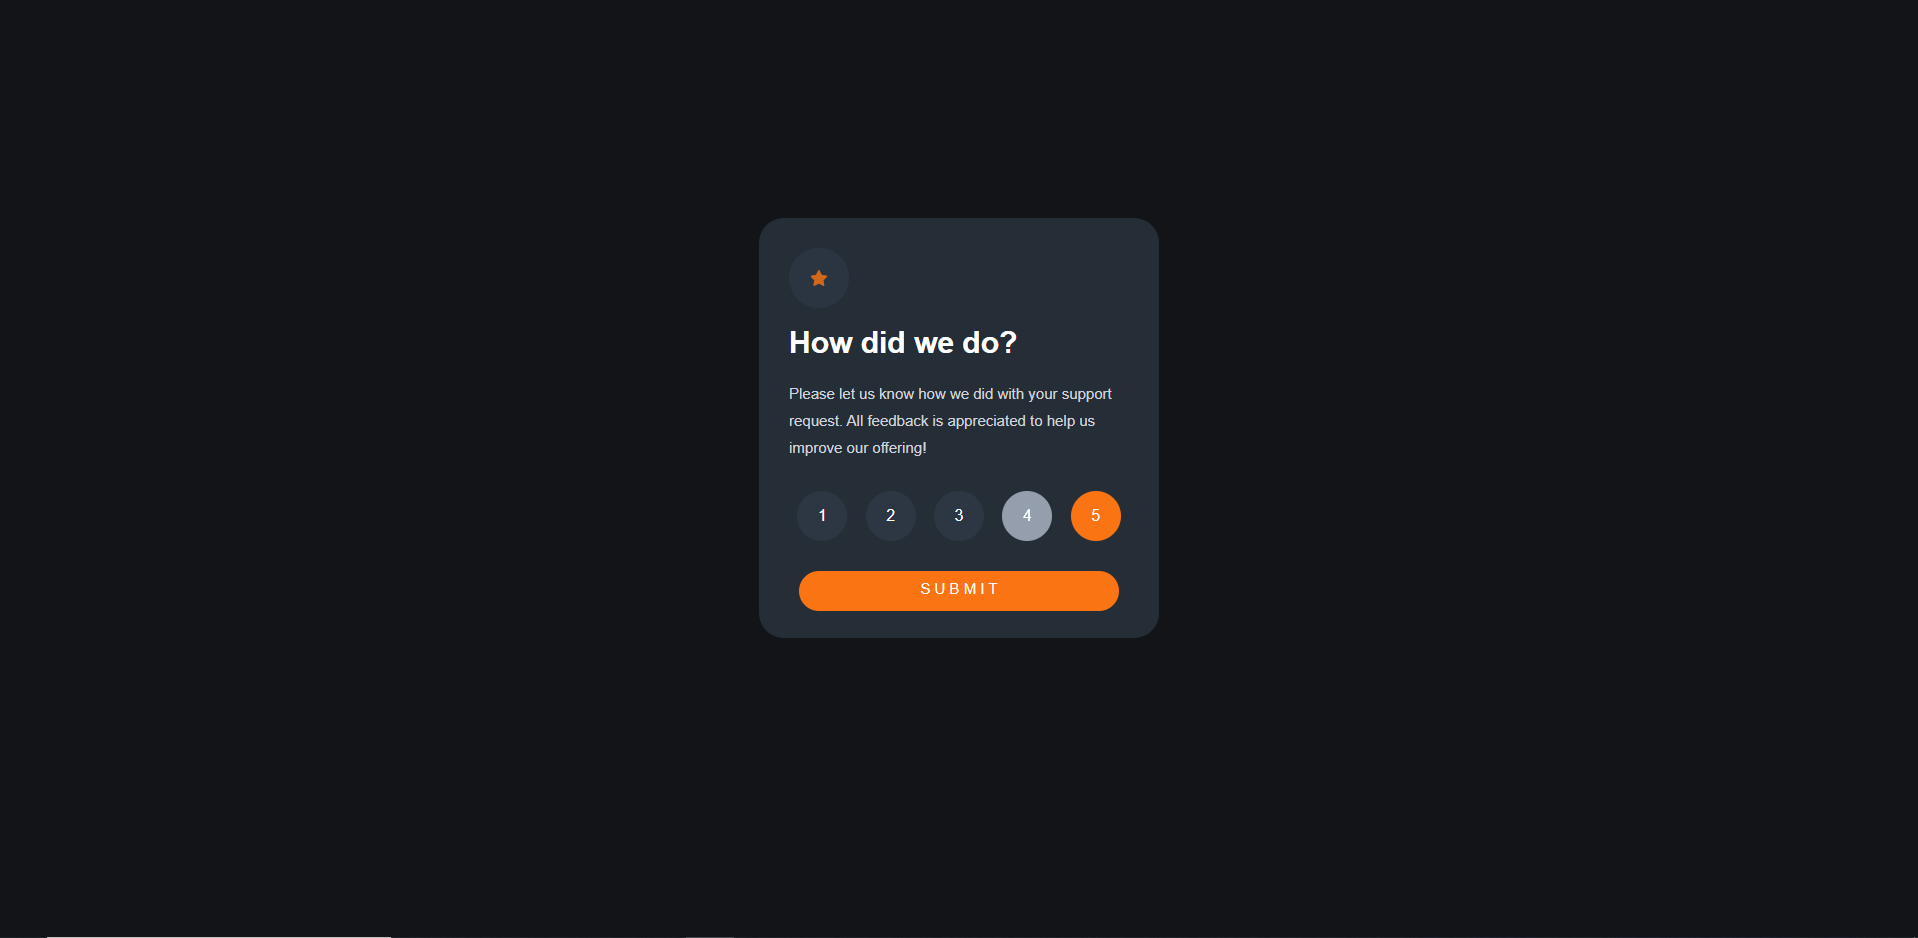 How did we do?
Please let us know how we did with your support
request. All feedback is appreciated to help us
improve our offering!
1 2 3 4 5
SUBMIT